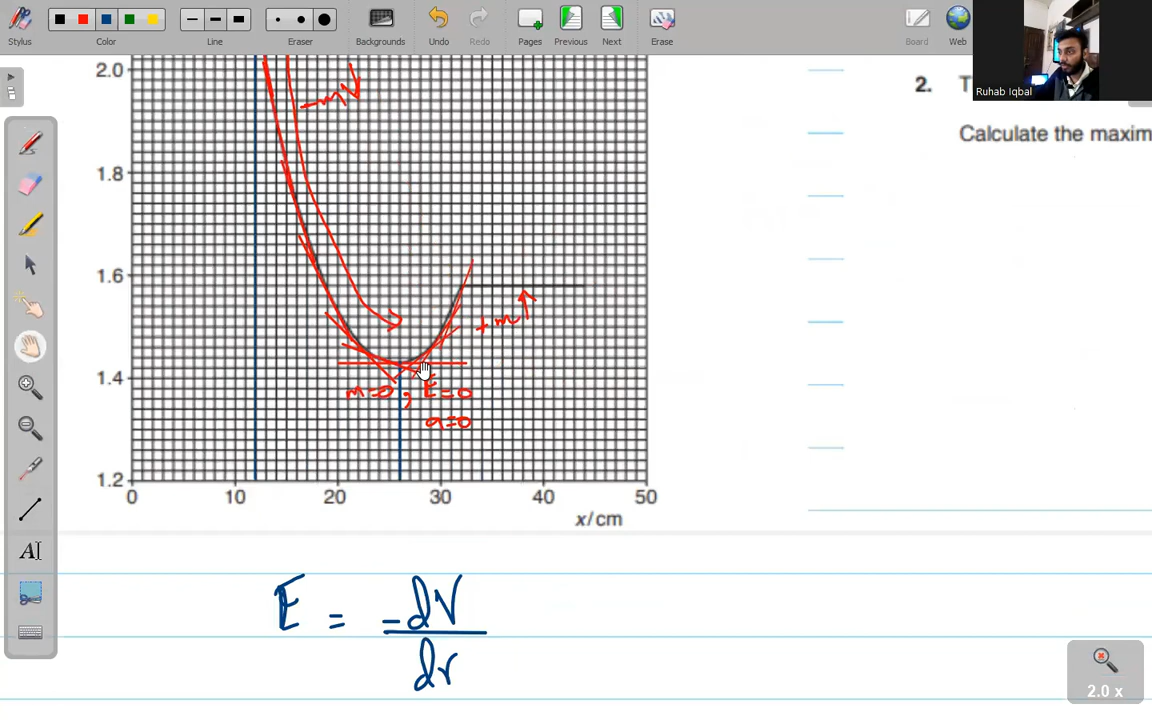 Stylus Color Line Eraser Backgrounds Undo Redo Pages Previous Next Erase Board Web
Ruhab Iqbal
2.0
-m↓
2. T
Calculate the maxim
1.8
1.6
+m↑
1.4
m=0, E=0
a=0
1.2
0 10 20 30 40 50
x/cm
AI
E = -dV
dr
2.0 x